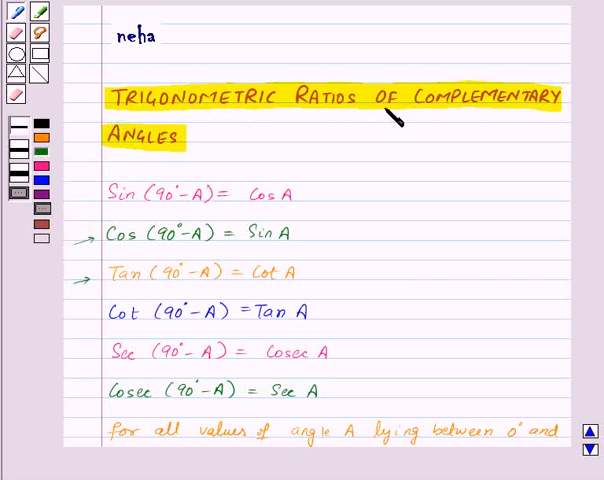 neha
TRIGONOMETRIC RATIOS OF COMPLEMENTARY
ANGLES
Sin (90° - A) = Cos A
Cos (90° - A) = Sin A
Tan (90° - A) = Cot A
Cot (90° - A) = Tan A
Sec (90° - A) = Cosec A
Cosec (90° - A) = Sec A
for all values of angle A lying between 0° and